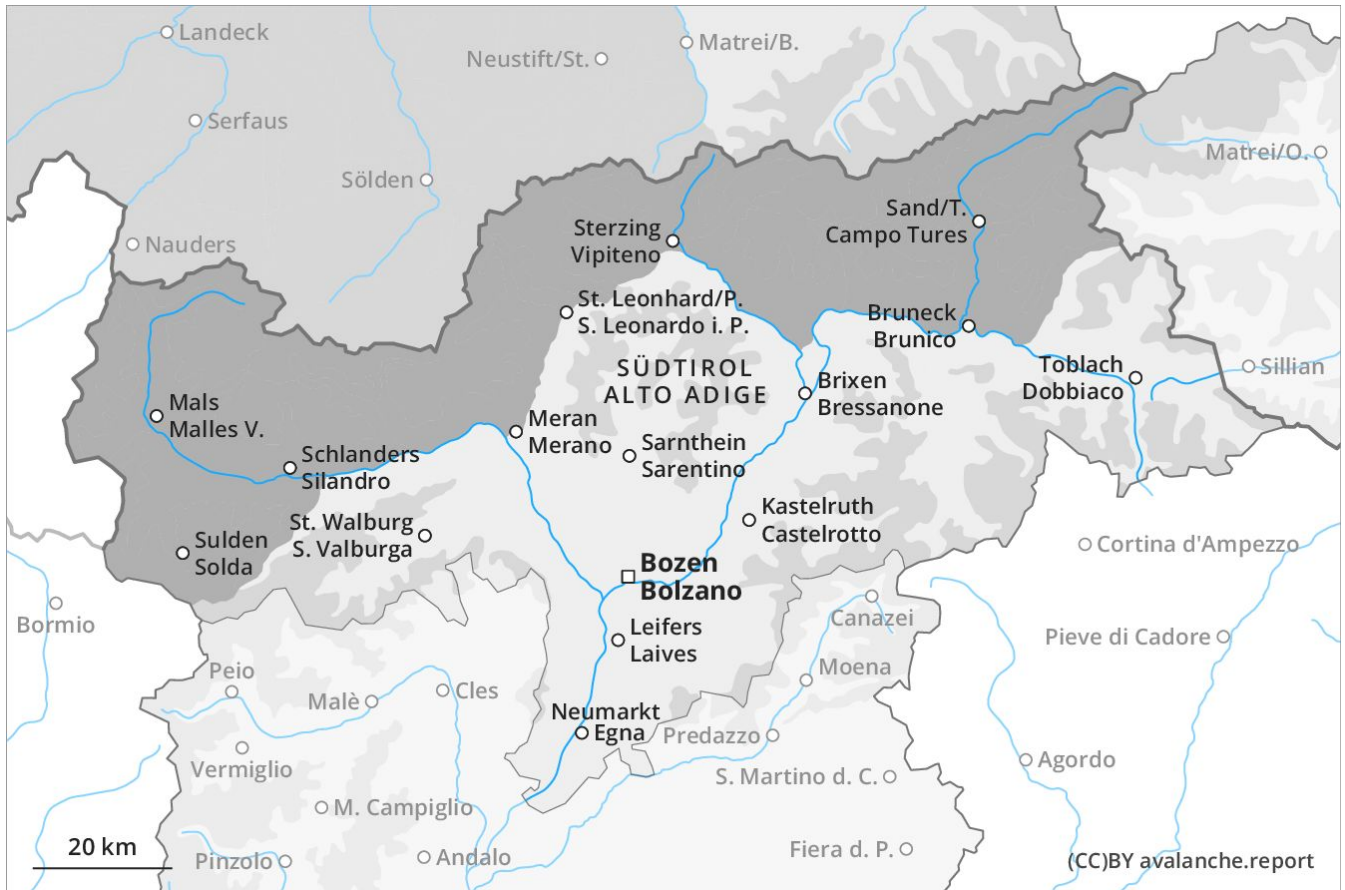 Landeck
Neustift/St.
Matrei/B.
Serfaus
Matrei/O.
Sölden
Sand/T.
Campo Tures
Sterzing
Vipiteno
Nauders
St. Leonhard/P.
S. Leonardo i. P.
Bruneck
Brunico
SÜDTIROL
ALTO ADIGE
Toblach
Dobbiaco
Sillian
Brixen
Bressanone
Mals
Malles V.
Meran
Merano
Sarnthein
Sarentino
Schlanders
Silandro
Kastelruth
Castelrotto
St. Walburg
S. Valburga
Sulden
Solda
Cortina d'Ampezzo
Bozen
Bolzano
Bormio
Canazei
Leifers
Laives
Pieve di Cadore
Peio
Moena
Malè
Cles
Neumarkt
Egna
Predazzo
Vermiglio
Agordo
S. Martino d. C.
M. Campiglio
20 km
Pinzolo
Andalo
Fiera d. P.
(CC)BY avalanche.report